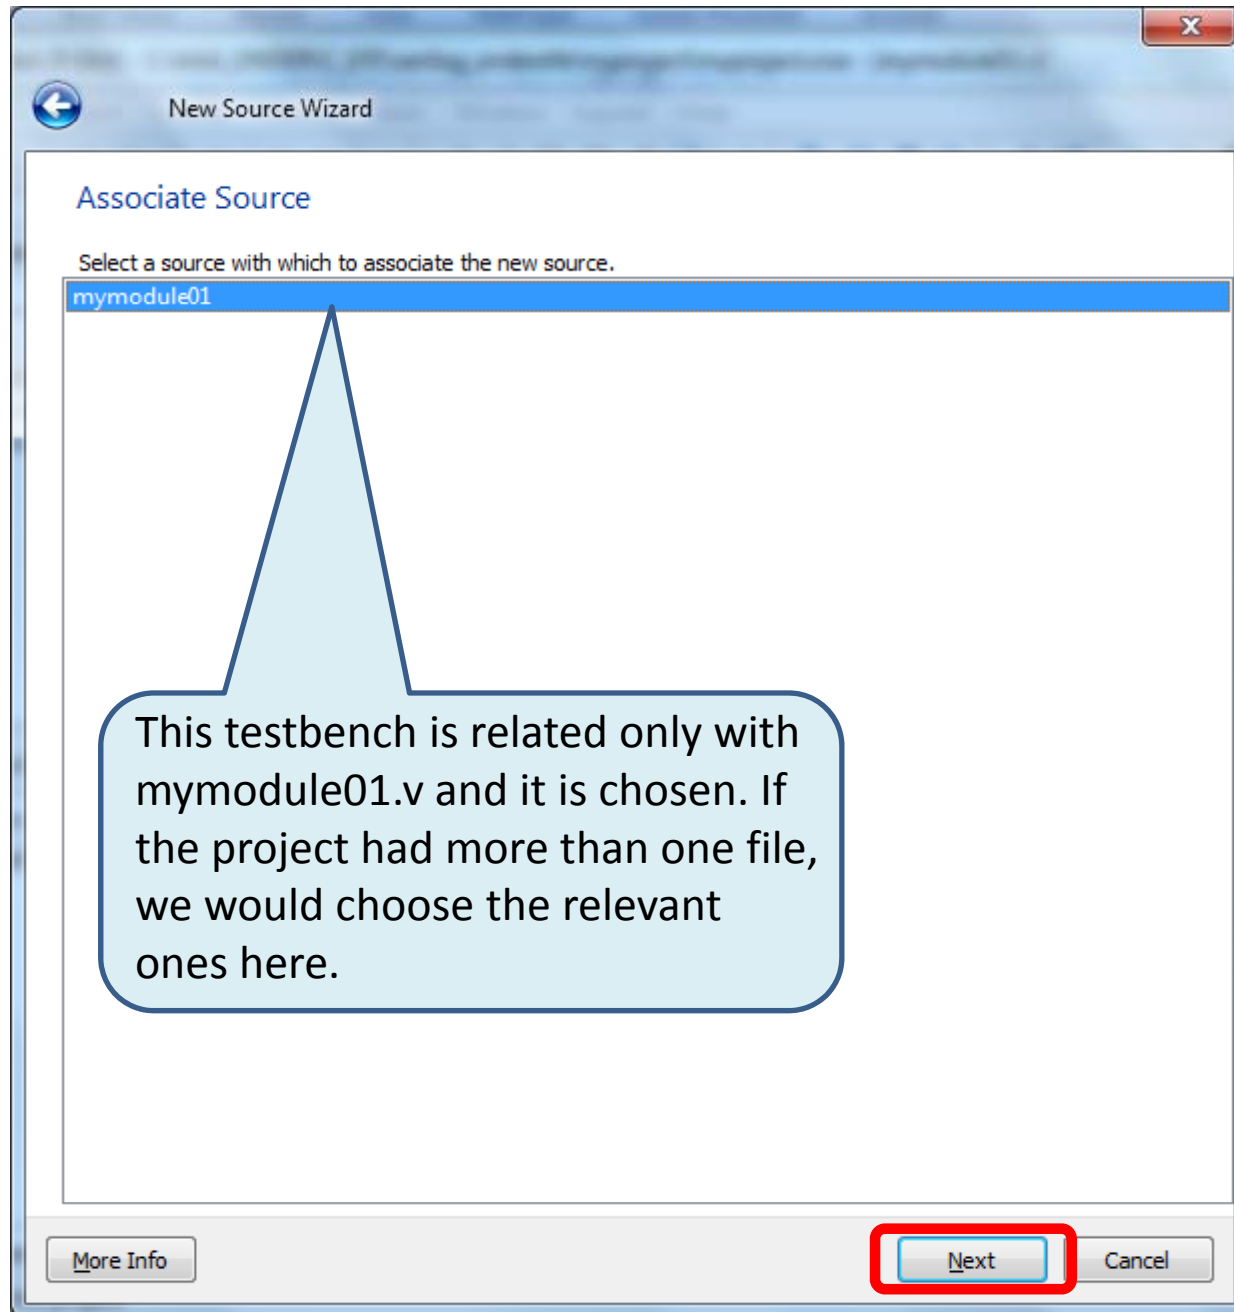 New Source Wizard
Associate Source
Select a source with which to associate the new source.
mymodule01
This testbench is related only with
mymodule01.v and it is chosen. If
the project had more than one file,
we would choose the relevant
ones here.
More Info
Next
Cancel